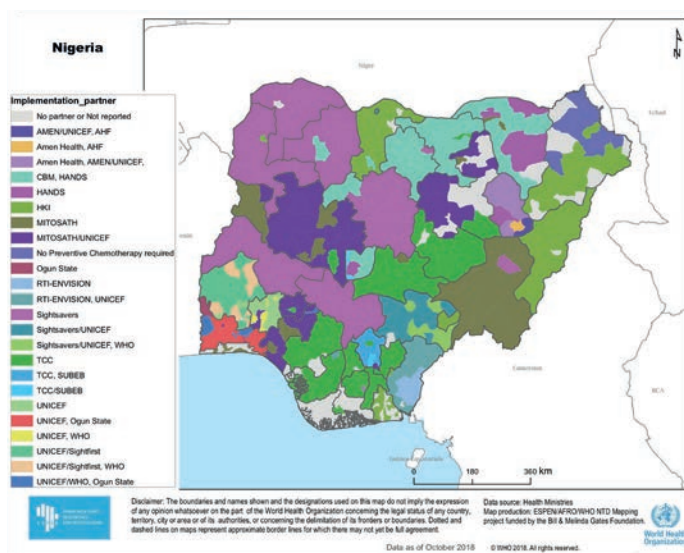 Nigeria
N
Niger
Tchad
Implementation_partner
No partner or Not reported
AMEN/UNICEF, AHF
Amen Health, AHF
Amen Health, AMEN/UNICEF,
CBM, HANDS
HANDS
HKI
MITOSATH
MITOSATH/UNICEF
No Preventive Chemotherapy required
Ogun State
RTI-ENVISION
RTI-ENVISION, UNICEF
Sightsavers
Sightsavers/UNICEF
Sightsavers/UNICEF, WHO
TCC
TCC, SUBEB
TCC/SUBEB
UNICEF
UNICEF, Ogun State
UNICEF, WHO
UNICEF/Sightfirst
UNICEF/Sightfirst, WHO
UNICEF/WHO, Ogun State
Cameroun
RCA
0 180 360 km
Disclaimer: The boundaries and names shown and the designations used on this map do not imply the expression
of any opinion whatsoever on the part of the World Health Organization concerning the legal status of any country,
territory, city or area or of its authorities, or concerning the delimitation of its frontiers or boundaries. Dotted and
dashed lines on maps represent approximate border lines for which there may not yet be full agreement.
Data source: Health Ministries
Map production: ESPEN/AFRO/WHO NTD Mapping
project funded by the Bill & Melinda Gates Foundation.
World Health
Organization
Data as of October 2018
© WHO 2018. All rights reserved.